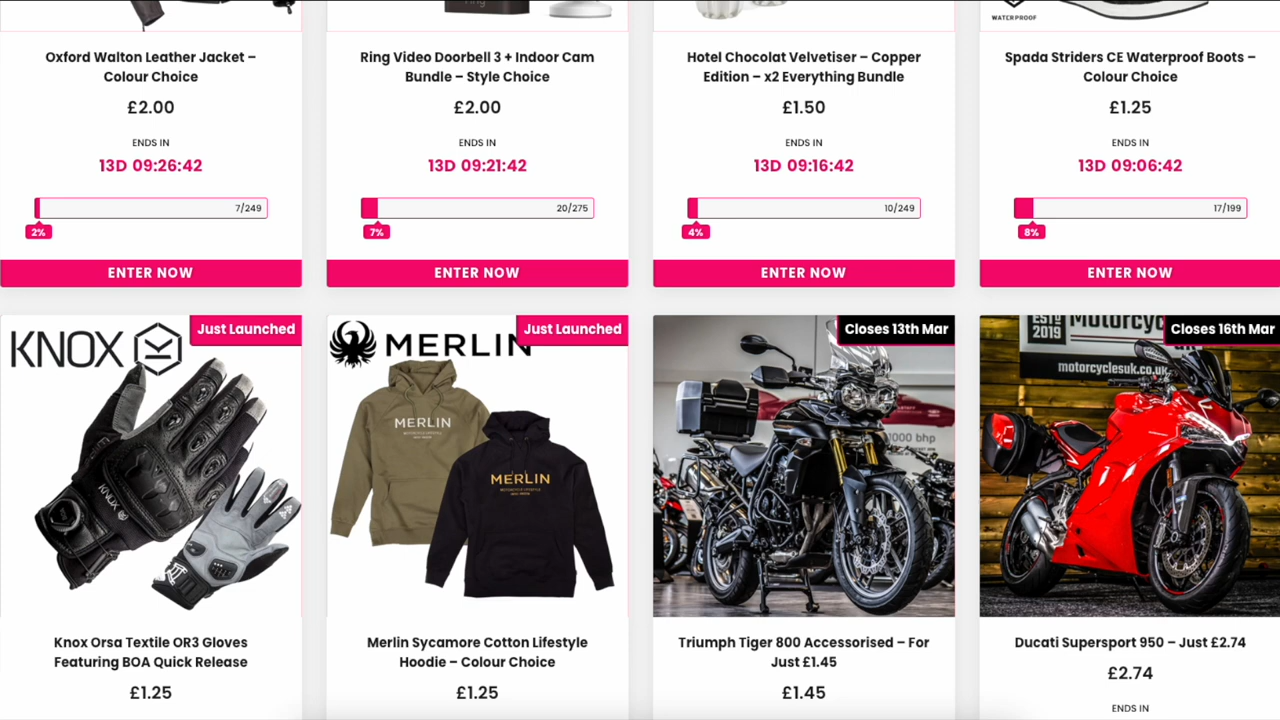 Ring
WATERPROOF
Oxford Walton Leather Jacket –
Colour Choice
£2.00
ENDS IN
13D 09:26:42
7/249
2%
ENTER NOW
Ring Video Doorbell 3 + Indoor Cam
Bundle – Style Choice
£2.00
ENDS IN
13D 09:21:42
20/275
7%
ENTER NOW
Hotel Chocolat Velvetiser – Copper
Edition – x2 Everything Bundle
£1.50
ENDS IN
13D 09:16:42
10/249
4%
ENTER NOW
Spada Striders CE Waterproof Boots –
Colour Choice
£1.25
ENDS IN
13D 09:06:42
17/199
8%
ENTER NOW
KNOX
Just Launched
KNOX
Knox Orsa Textile OR3 Gloves
Featuring BOA Quick Release
£1.25
MERLIN
Just Launched
MERLIN
MERLIN
Merlin Sycamore Cotton Lifestyle
Hoodie – Colour Choice
£1.25
Closes 13th Mar
1000 bhp
Triumph Tiger 800 Accessorised – For
Just £1.45
£1.45
Closes 16th Mar
2019
motorcyclesuk.co.uk
Ducati Supersport 950 – Just £2.74
£2.74
ENDS IN